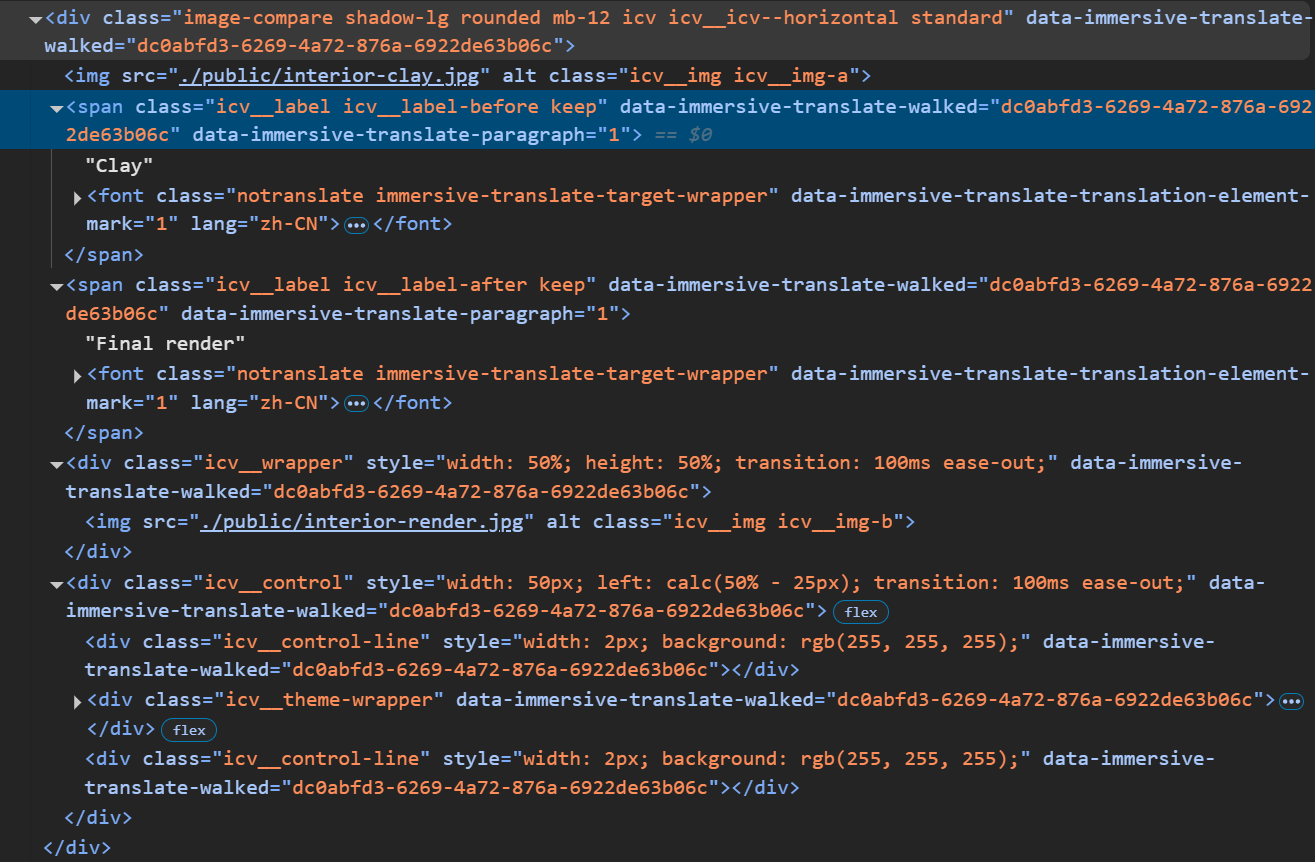 <div class="image-compare shadow-lg rounded mb-12 icv icv__icv--horizontal standard" data-immersive-translate-
walked="dc0abfd3-6269-4a72-876a-6922de63b06c">
<img src="./public/interior-clay.jpg" alt class="icv__img icv__img-a">
<span class="icv__label icv__label-before keep" data-immersive-translate-walked="dc0abfd3-6269-4a72-876a-692
2de63b06c" data-immersive-translate-paragraph="1"> == $0
"Clay"
<font class="notranslate immersive-translate-target-wrapper" data-immersive-translate-translation-element-
mark="1" lang="zh-CN">…</font>
</span>
<span class="icv__label icv__label-after keep" data-immersive-translate-walked="dc0abfd3-6269-4a72-876a-6922
de63b06c" data-immersive-translate-paragraph="1">
"Final render"
<font class="notranslate immersive-translate-target-wrapper" data-immersive-translate-translation-element-
mark="1" lang="zh-CN">…</font>
</span>
<div class="icv__wrapper" style="width: 50%; height: 50%; transition: 100ms ease-out;" data-immersive-
translate-walked="dc0abfd3-6269-4a72-876a-6922de63b06c">
<img src="./public/interior-render.jpg" alt class="icv__img icv__img-b">
</div>
<div class="icv__control" style="width: 50px; left: calc(50% - 25px); transition: 100ms ease-out;" data-
immersive-translate-walked="dc0abfd3-6269-4a72-876a-6922de63b06c"> flex
<div class="icv__control-line" style="width: 2px; background: rgb(255, 255, 255);" data-immersive-
translate-walked="dc0abfd3-6269-4a72-876a-6922de63b06c"></div>
<div class="icv__theme-wrapper" data-immersive-translate-walked="dc0abfd3-6269-4a72-876a-6922de63b06c">…
</div> flex
<div class="icv__control-line" style="width: 2px; background: rgb(255, 255, 255);" data-immersive-
translate-walked="dc0abfd3-6269-4a72-876a-6922de63b06c"></div>
</div>
</div>